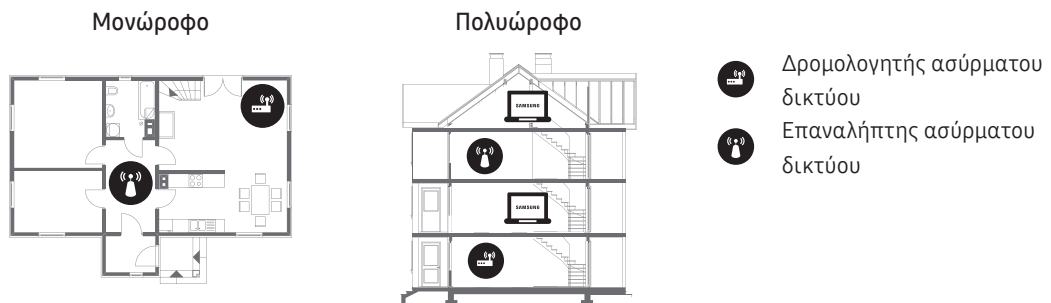 Μονώροφο
Πολυώροφο
Δρομολογητής ασύρματου
δικτύου
Επαναλήπτης ασύρματου
δικτύου
SAMSUNG
SAMSUNG